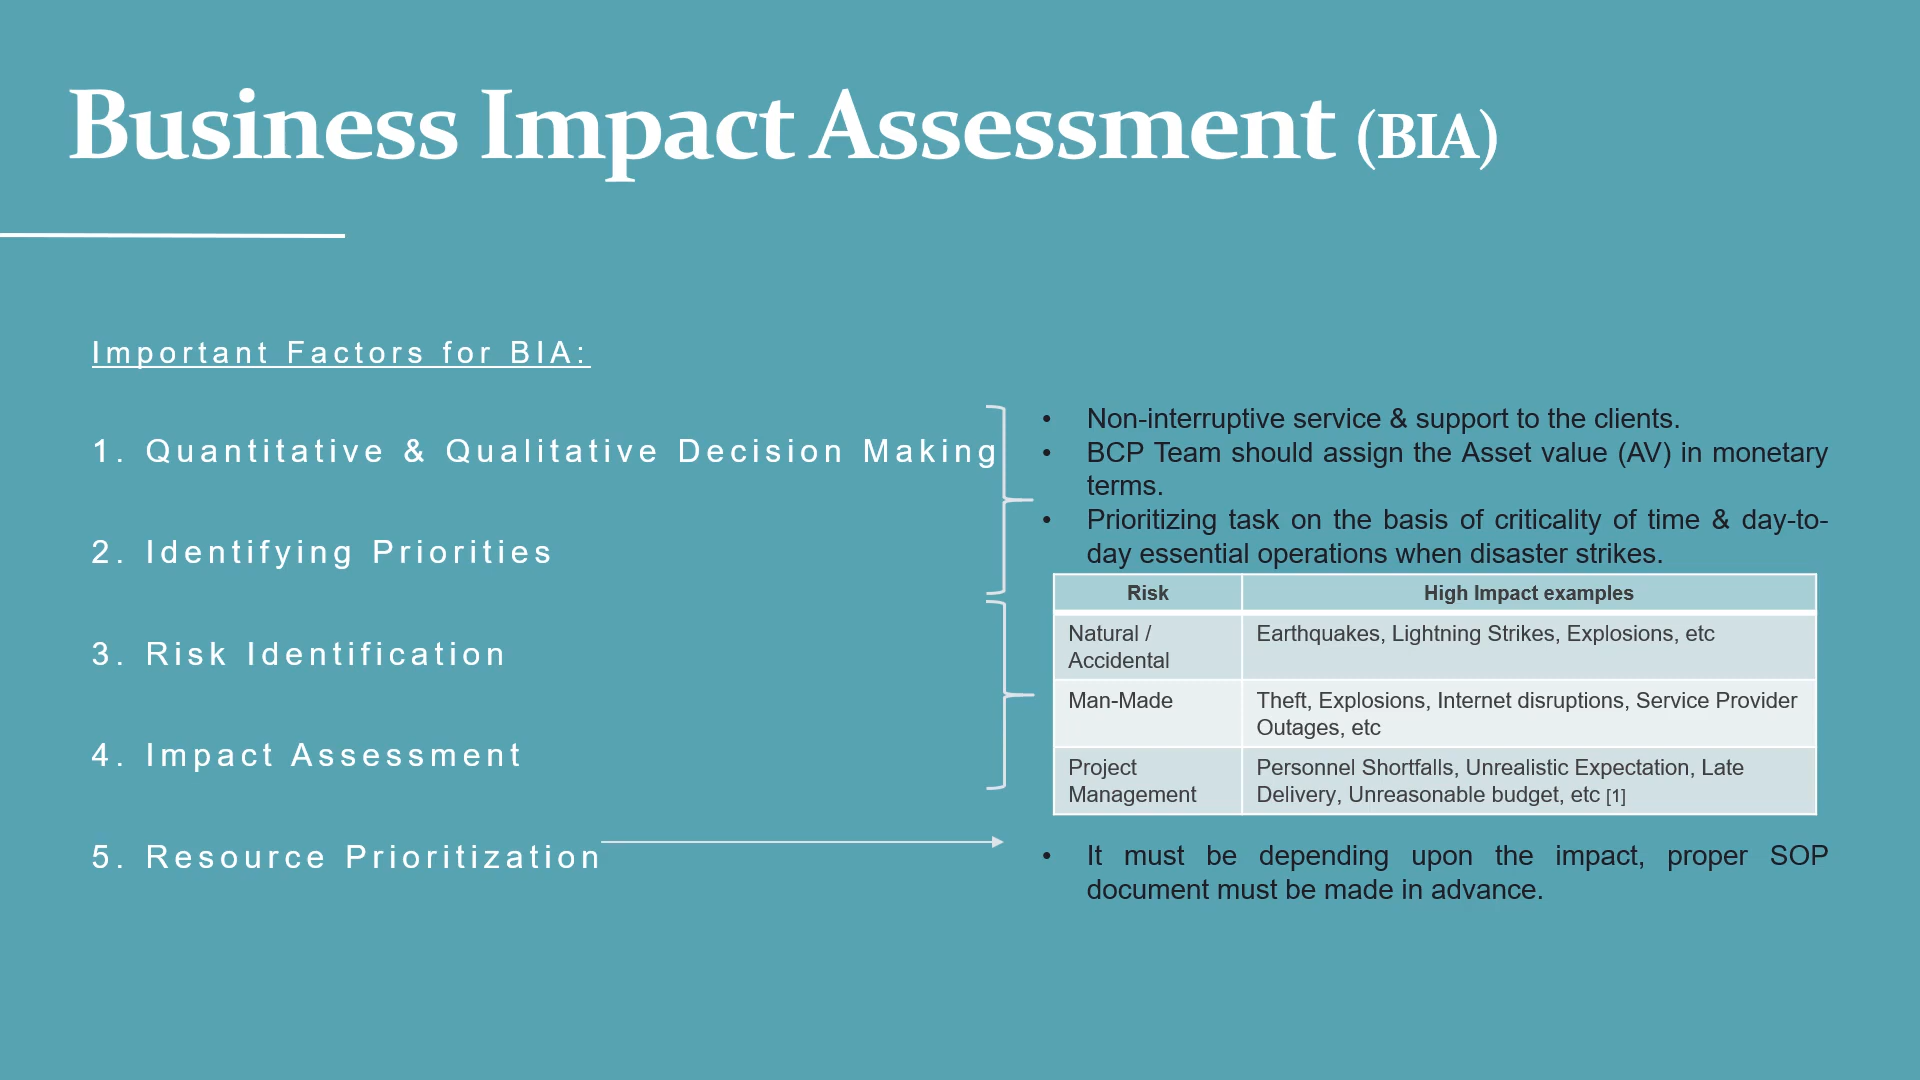 Business Impact Assessment (BIA)
Important Factors for BIA:
1. Quantitative & Qualitative Decision Making
2. Identifying Priorities
3. Risk Identification
4. Impact Assessment
5. Resource Prioritization
• Non-interruptive service & support to the clients.
• BCP Team should assign the Asset value (AV) in monetary
terms.
• Prioritizing task on the basis of criticality of time & day-to-
day essential operations when disaster strikes.
Risk High Impact examples
Natural /
Accidental
Earthquakes, Lightning Strikes, Explosions, etc
Man-Made
Theft, Explosions, Internet disruptions, Service Provider
Outages, etc
Project
Management
Personnel Shortfalls, Unrealistic Expectation, Late
Delivery, Unreasonable budget, etc [1]
• It must be depending upon the impact, proper SOP
document must be made in advance.